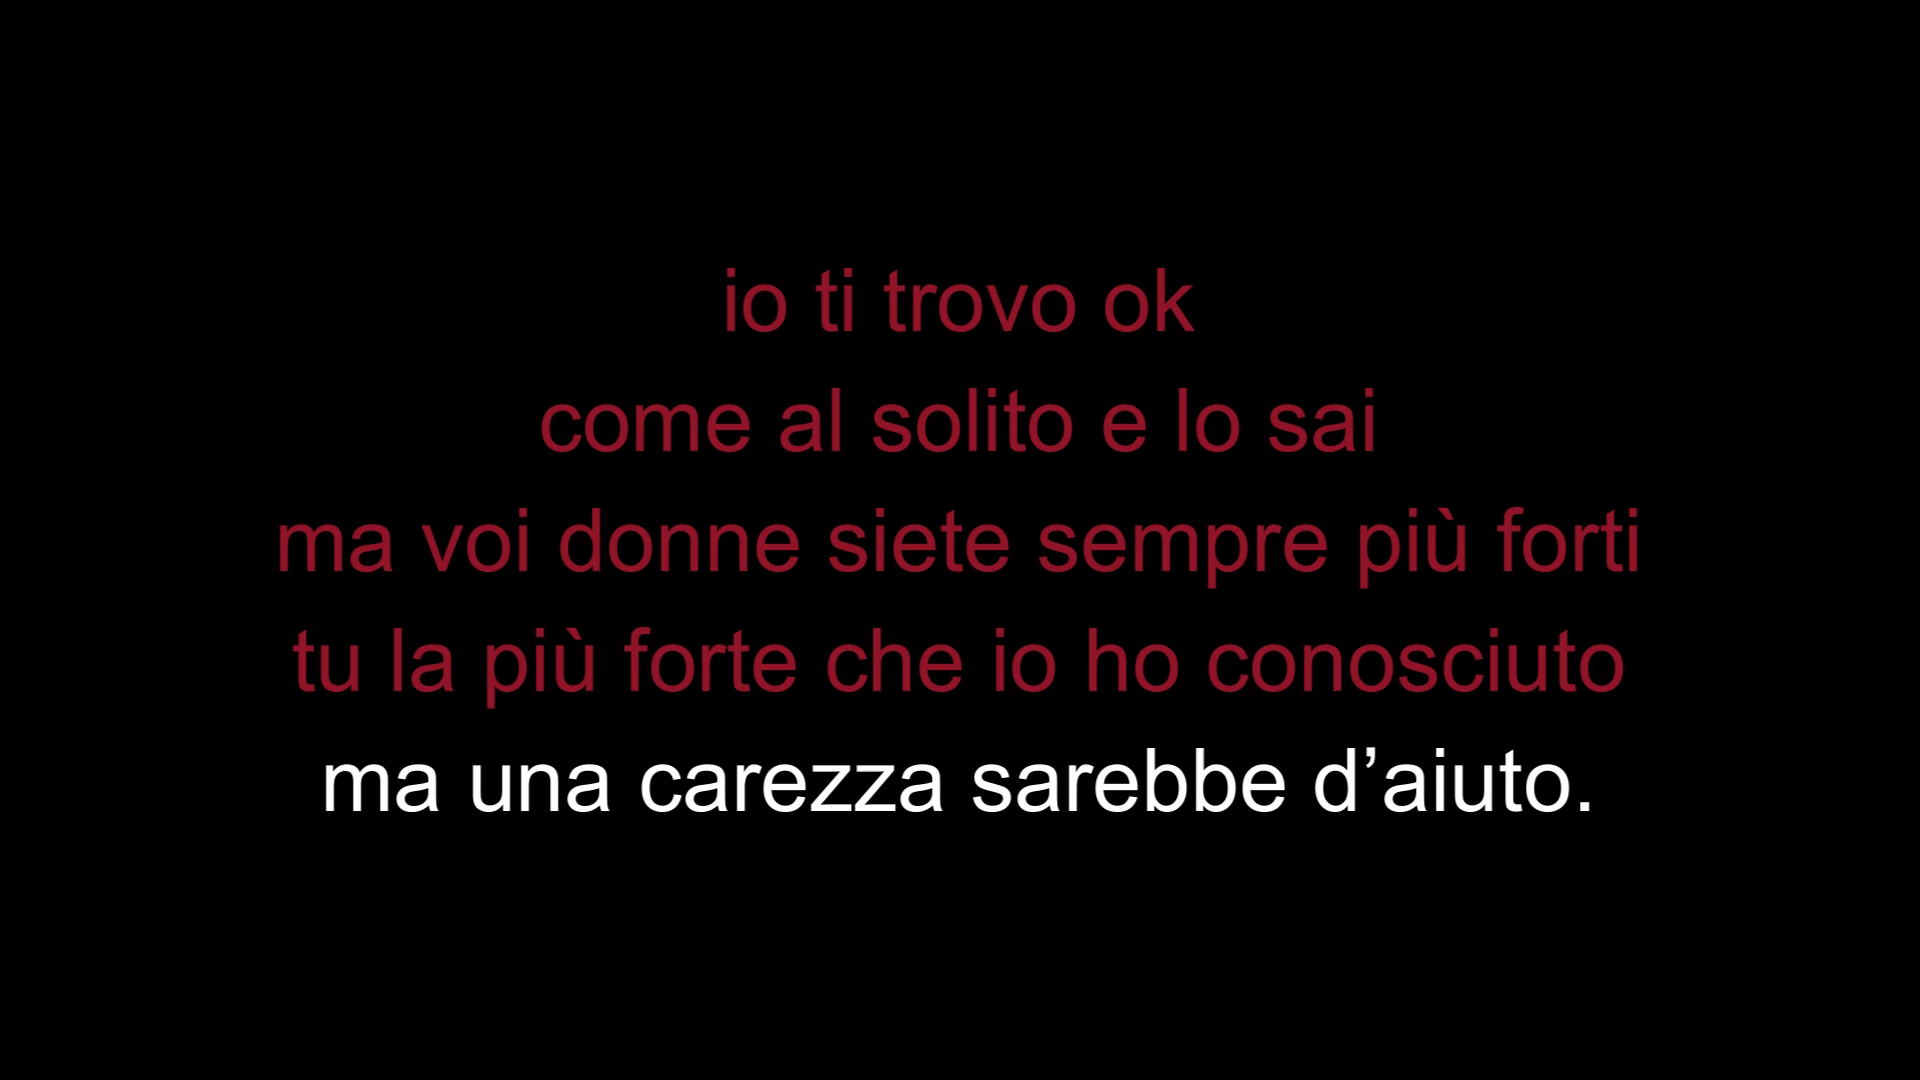 io ti trovo ok
come al solito e lo sai
ma voi donne siete sempre più forti
tu la più forte che io ho conosciuto
ma una carezza sarebbe d’aiuto.